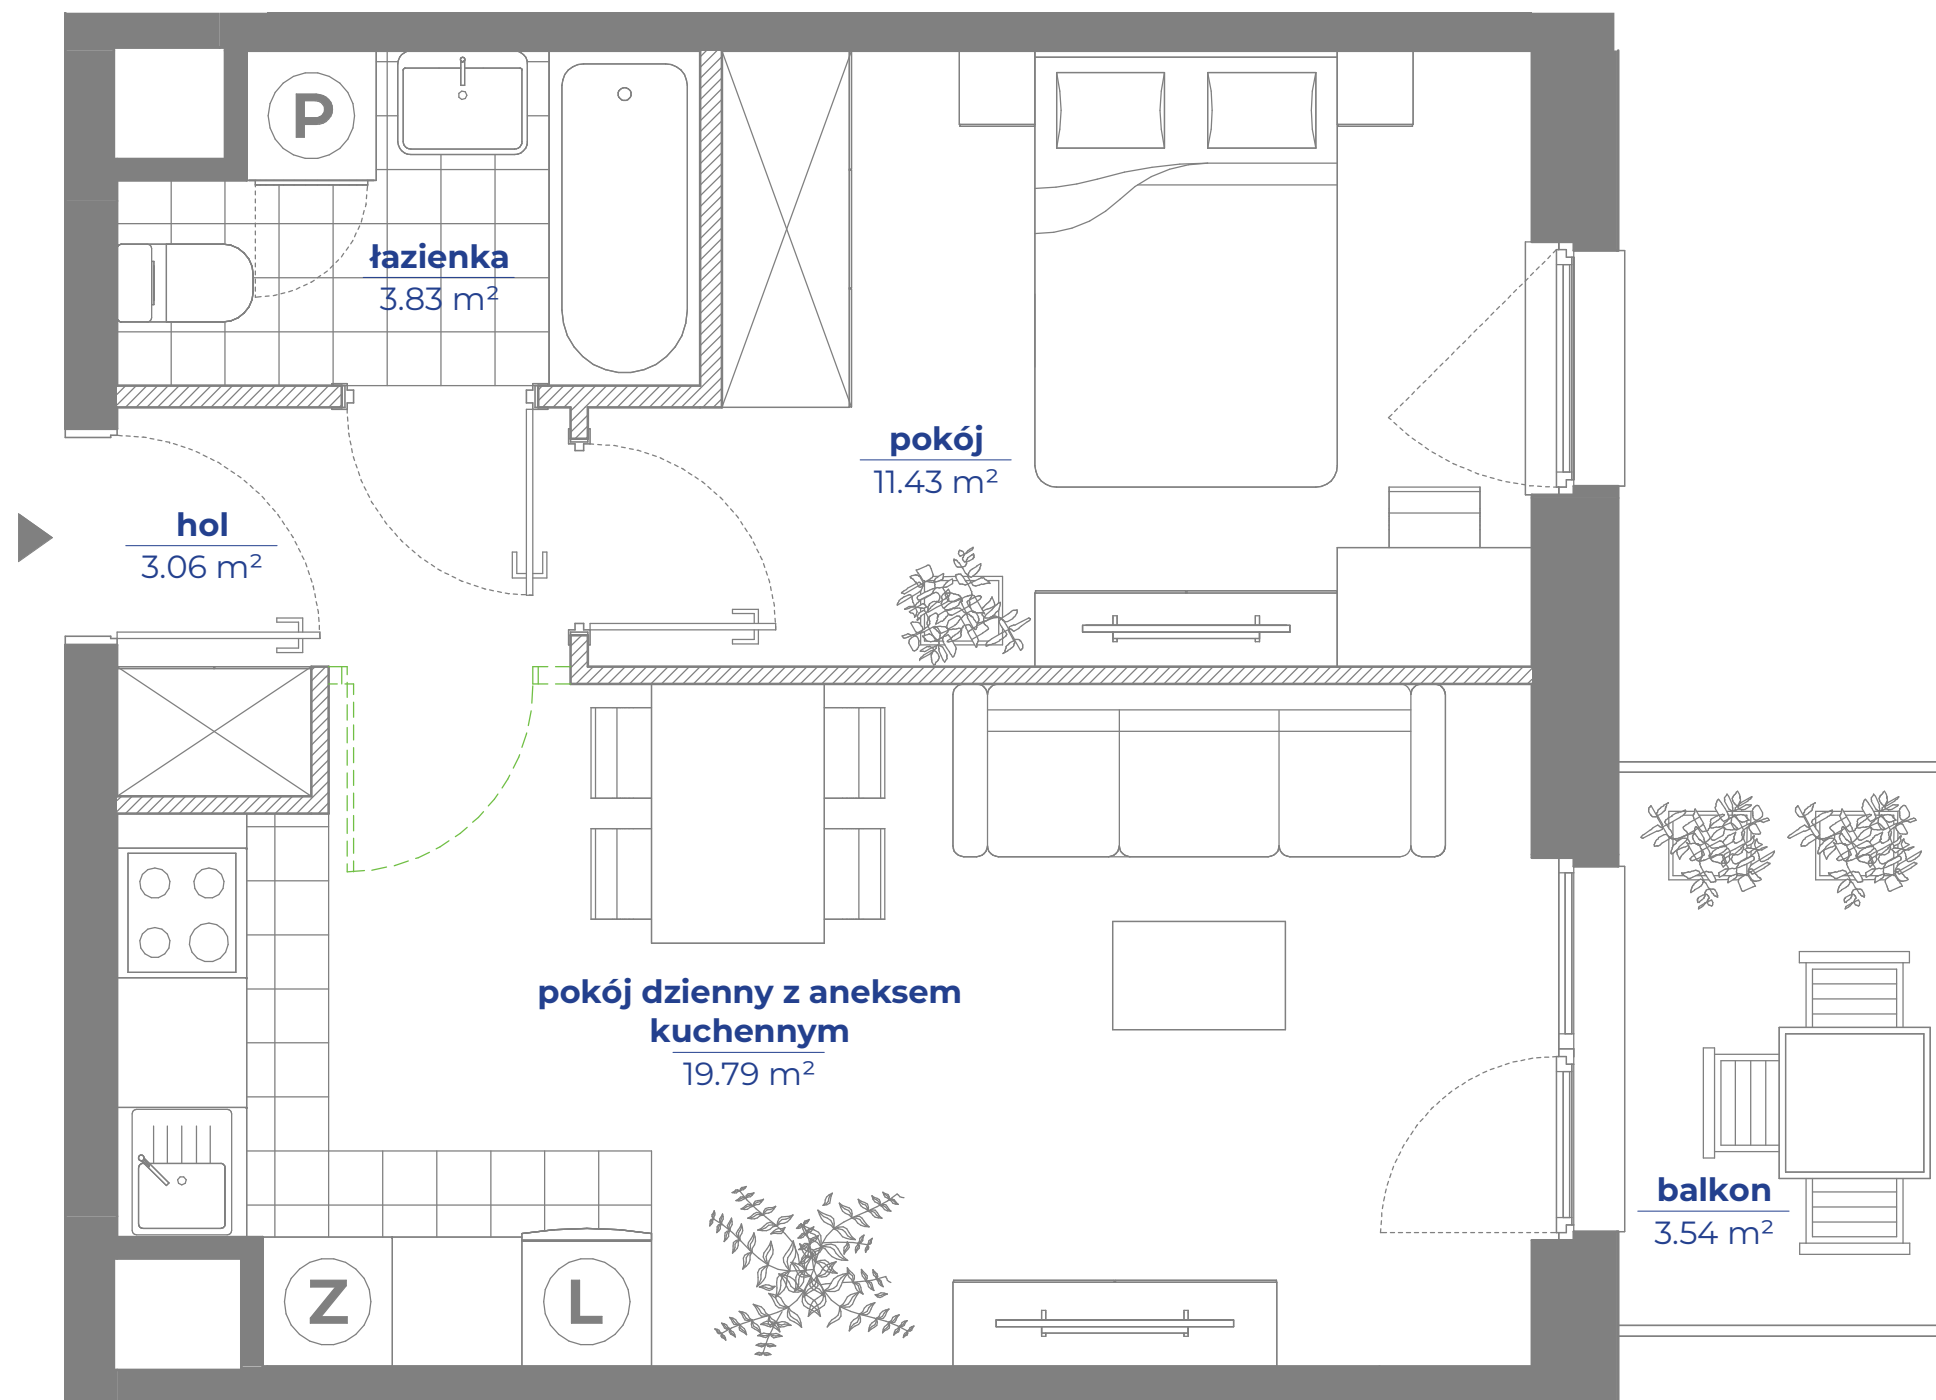 P
łazienka
3.83 m²
pokój
11.43 m²
hol
3.06 m²
pokój dzienny z aneksem
kuchennym
19.79 m²
balkon
3.54 m²
Z
L